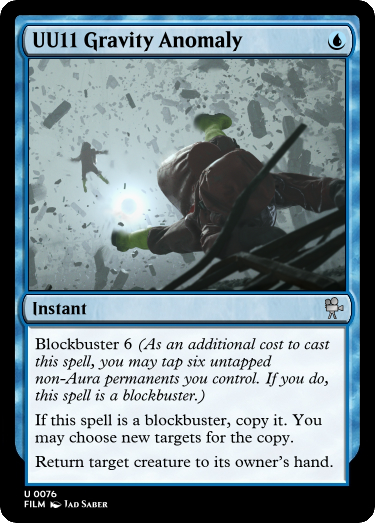 UU11 Gravity Anomaly
Instant
Blockbuster 6 (As an additional cost to cast
this spell, you may tap six untapped
non-Aura permanents you control. If you do,
this spell is a blockbuster.)
If this spell is a blockbuster, copy it. You
may choose new targets for the copy.
Return target creature to its owner's hand.
U 0076
FILM Jad Saber